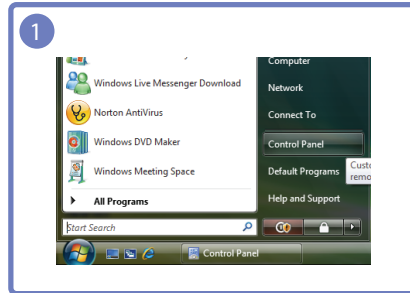 1
Windows Live Messenger Download
Norton AntiVirus
Windows DVD Maker
Windows Meeting Space
All Programs
Start Search
Computer
Network
Connect To
Control Panel
Default Programs
Help and Support
Control Panel